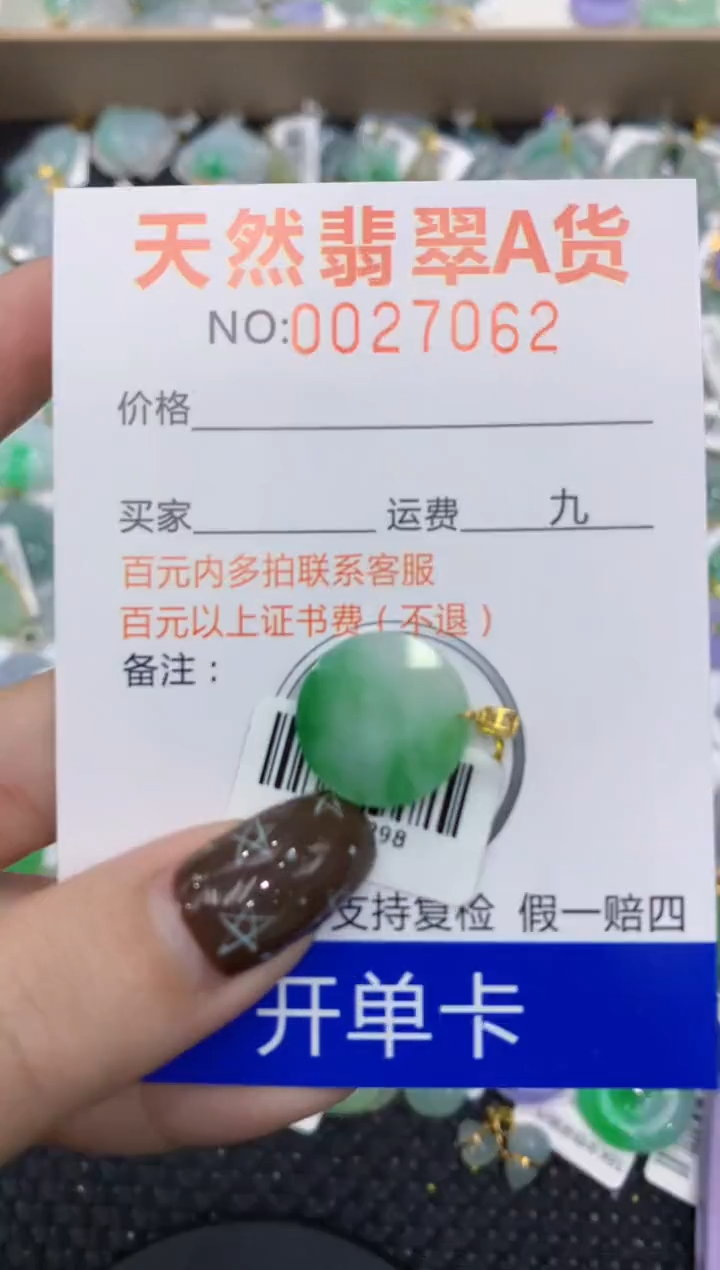 天然翡翠A货
NO:0027062
价格
买家 运费 九
百元内多拍联系客服
百元以上证书费(不退)
备注:
98
支持复检 假一赔四
开单卡